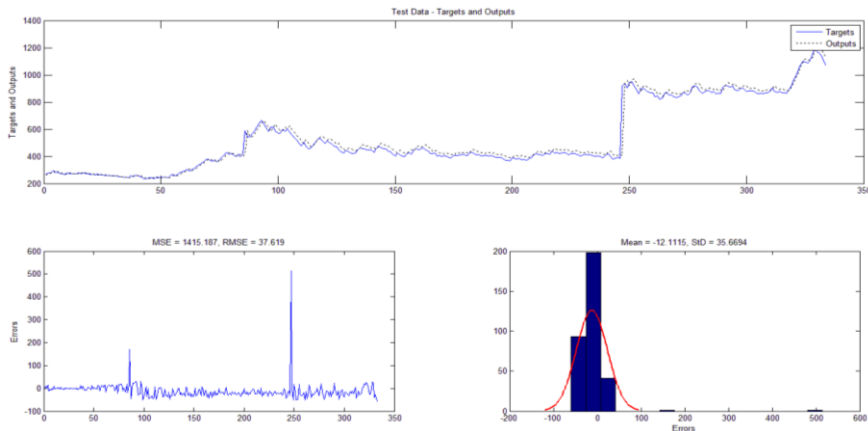 Test Data - Targets and Outputs
1400
1200
1000
800
600
400
200
Targets and Outputs
Targets
Outputs
0 50 100 150 200 250 300 350
MSE = 1415.187, RMSE = 37.619
600
500
400
300
200
100
0
-100
Errors
0 50 100 150 200 250 300 350
Mean = -12.1115, StD = 35.6694
200
150
100
50
0
-200 -100 0 100 200 300 400 500 600
Errors